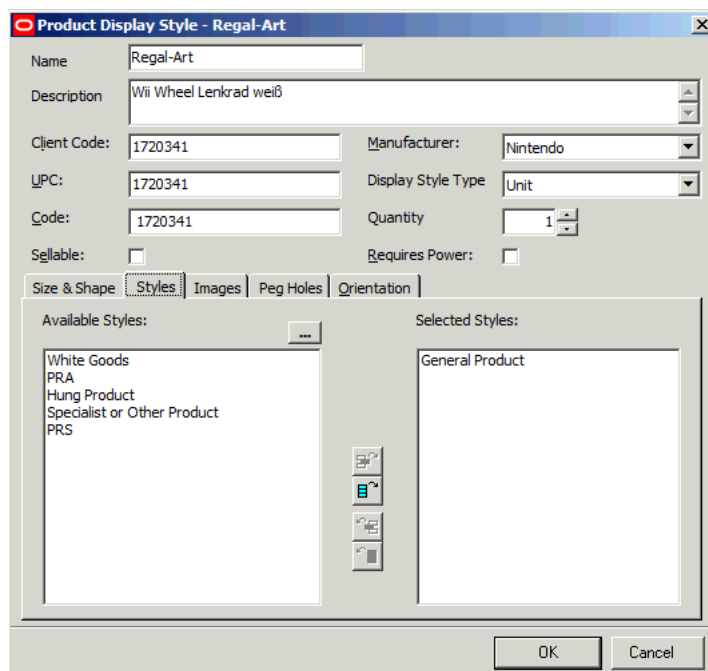 Product Display Style - Regal-Art
Name Regal-Art
Description Wii Wheel Lenkrad weiß
Client Code: 1720341 Manufacturer: Nintendo
UPC: 1720341 Display Style Type Unit
Code: 1720341 Quantity 1
Sellable: Requires Power:
Size & Shape Styles Images Peg Holes Orientation
Available Styles: ... Selected Styles:
White Goods General Product
PRA
Hung Product
Specialist or Other Product
PRS
OK Cancel